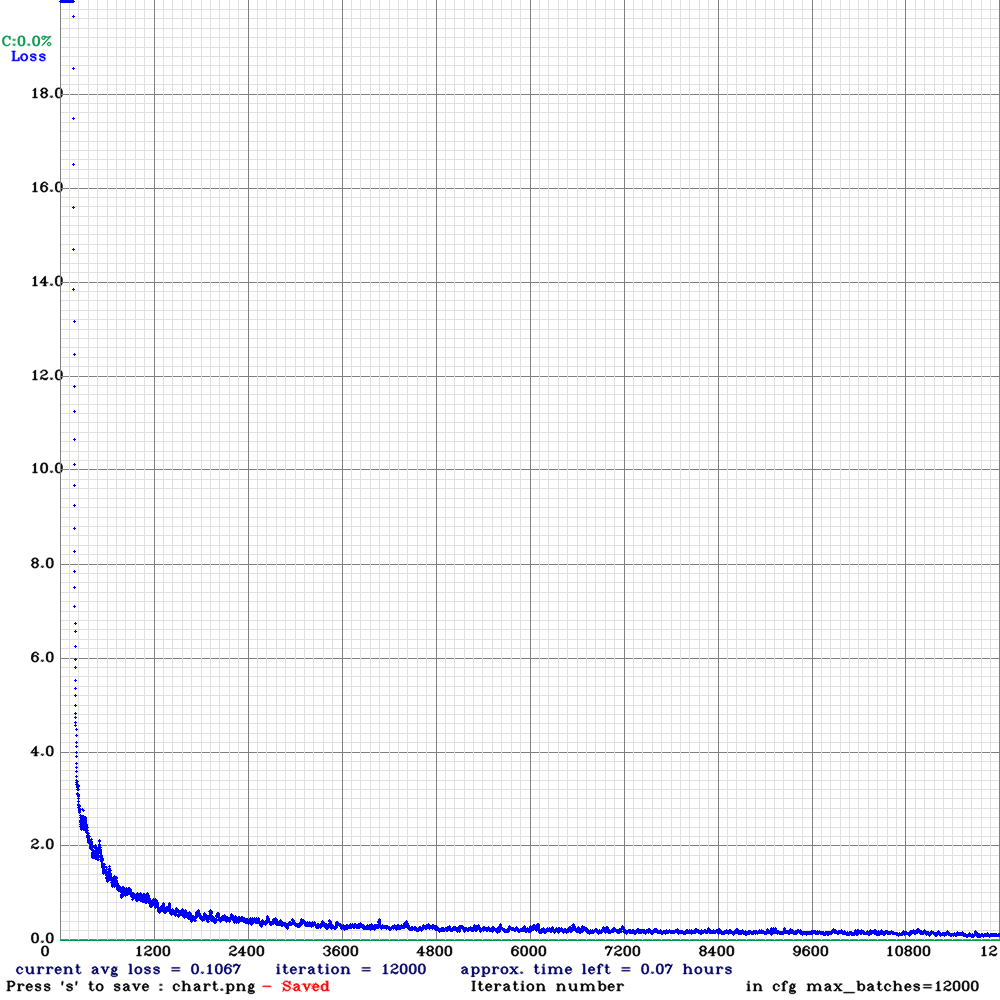 C:0.0%
Loss
18.0
16.0
14.0
12.0
10.0
8.0
6.0
4.0
2.0
0.0
0 1200 2400 3600 4800 6000 7200 8400 9600 10800 12
current avg loss = 0.1067 iteration = 12000 approx. time left = 0.07 hours
Press 's' to save : chart.png - Saved Iteration number in cfg max_batches=12000